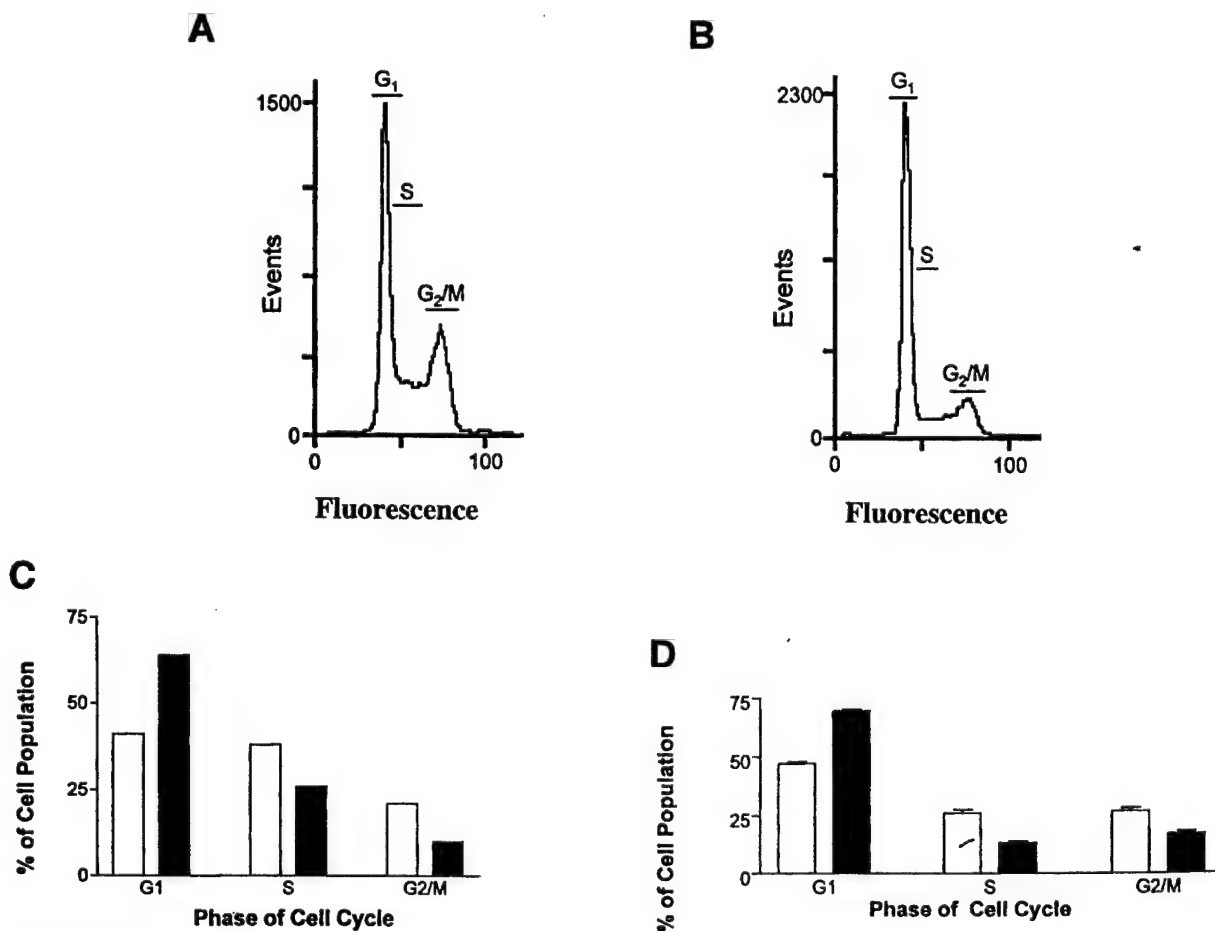 A
1500
G1
S
G2/M
Events
0
0
100
Fluorescence
B
2300
G1
S
G2/M
Events
0
0
100
Fluorescence
C
75
50
25
0
% of Cell Population
G1
S
G2/M
Phase of Cell Cycle
D
75
50
25
0
% of Cell Population
G1
S
G2/M
Phase of Cell Cycle